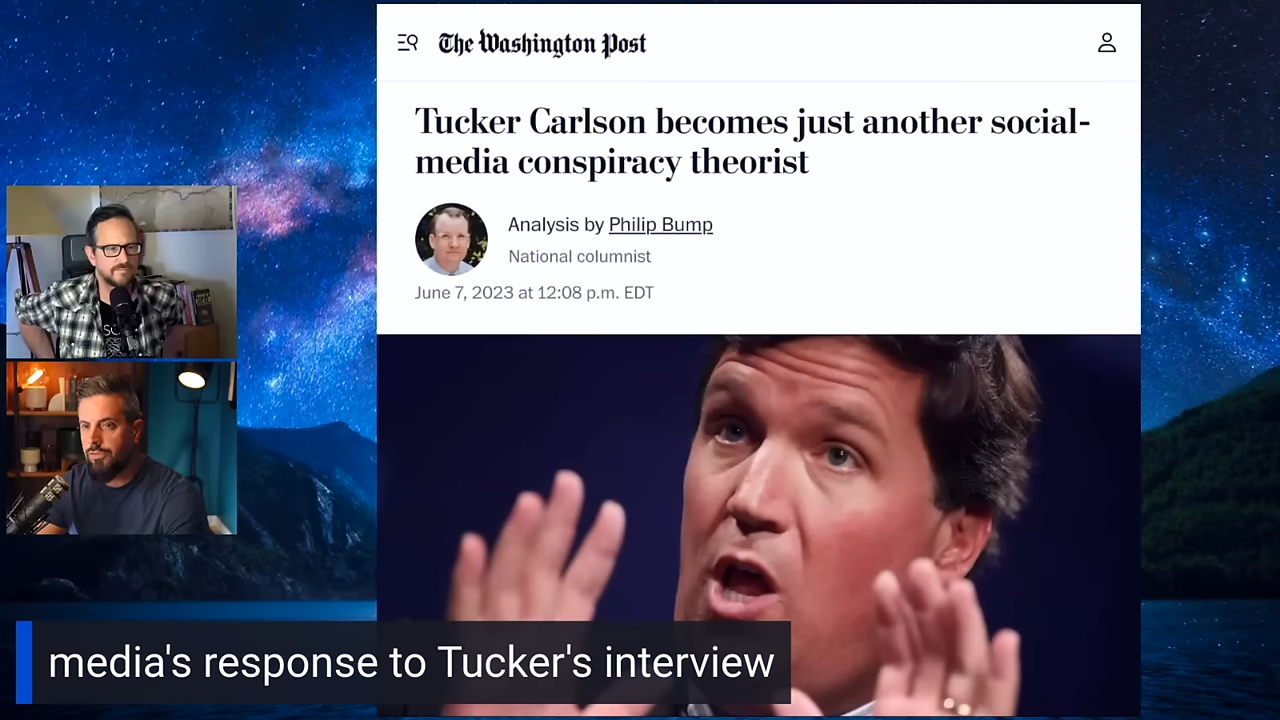 The Washington Post
Tucker Carlson becomes just another social-
media conspiracy theorist
Analysis by Philip Bump
National columnist
June 7, 2023 at 12:08 p.m. EDT
media's response to Tucker's interview